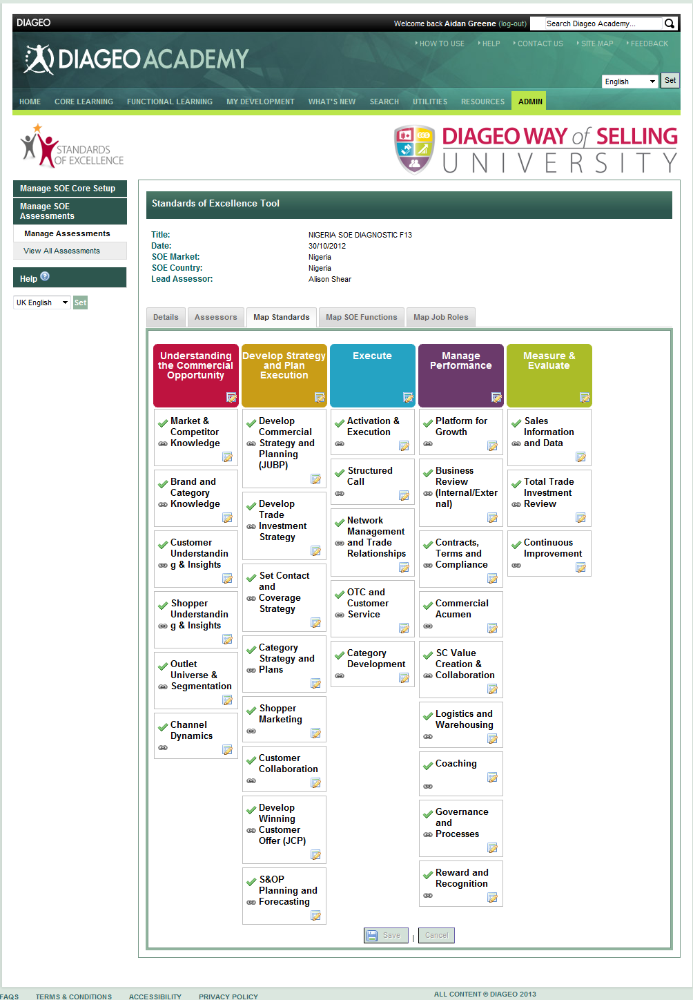 DIAGEO
Welcome back Aidan Greene (log-out)
Search Diageo Academy...
HOW TO USE HELP CONTACT US SITE MAP FEEDBACK
DIAGEO ACADEMY
English Set
HOME CORE LEARNING FUNCTIONAL LEARNING MY DEVELOPMENT WHAT'S NEW SEARCH UTILITIES RESOURCES ADMIN
STANDARDS
OF EXCELLENCE
DIAGEO WAY of SELLING
UNIVERSITY
Manage SOE Core Setup
Manage SOE
Assessments
Manage Assessments
View All Assessments
Help ?
UK English Set
Standards of Excellence Tool
Title: NIGERIA SOE DIAGNOSTIC F13
Date: 30/10/2012
SOE Market: Nigeria
SOE Country: Nigeria
Lead Assessor: Alison Shear
Details Assessors Map Standards Map SOE Functions Map Job Roles
Understanding
the Commercial
Opportunity
Market &
Competitor
Knowledge
Brand and
Category
Knowledge
Customer
Understandin
g & Insights
Shopper
Understandin
g & Insights
Outlet
Universe &
Segmentation
Channel
Dynamics
Develop Strategy
and Plan
Execution
Develop
Commercial
Strategy and
Planning
(JUBP)
Develop
Trade
Investment
Strategy
Set Contact
and
Coverage
Strategy
Category
Strategy and
Plans
Shopper
Marketing
Customer
Collaboration
Develop
Winning
Customer
Offer (JCP)
S&OP
Planning and
Forecasting
Execute
Activation &
Execution
Structured
Call
Network
Management
and Trade
Relationships
OTC and
Customer
Service
Category
Development
Manage
Performance
Platform for
Growth
Business
Review
(Internal/Exter
nal)
Contracts,
Terms and
Compliance
Commercial
Acumen
SC Value
Creation &
Collaboration
Logistics and
Warehousing
Coaching
Governance
and
Processes
Reward and
Recognition
Measure &
Evaluate
Sales
Information
and Data
Total Trade
Investment
Review
Continuous
Improvement
Save | Cancel
FAQS TERMS & CONDITIONS ACCESSIBILITY PRIVACY POLICY
ALL CONTENT © DIAGEO 2013